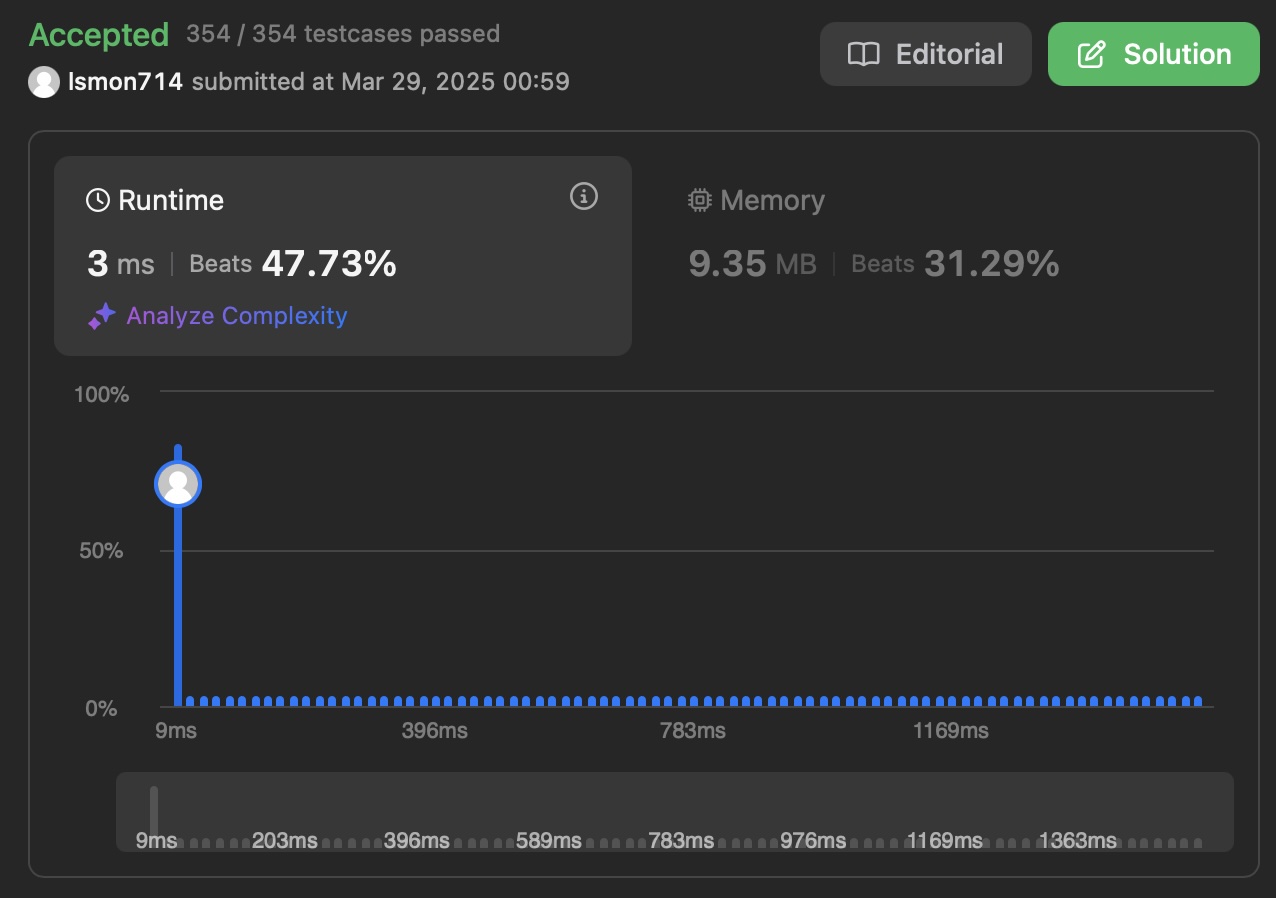 Accepted 354 / 354 testcases passed
Editorial
Solution
lsmon714 submitted at Mar 29, 2025 00:59
Runtime
Memory
3 ms | Beats 47.73%
9.35 MB | Beats 31.29%
Analyze Complexity
100%
50%
0%
9ms 396ms 783ms 1169ms
9ms 203ms 396ms 589ms 783ms 976ms 1169ms 1363ms